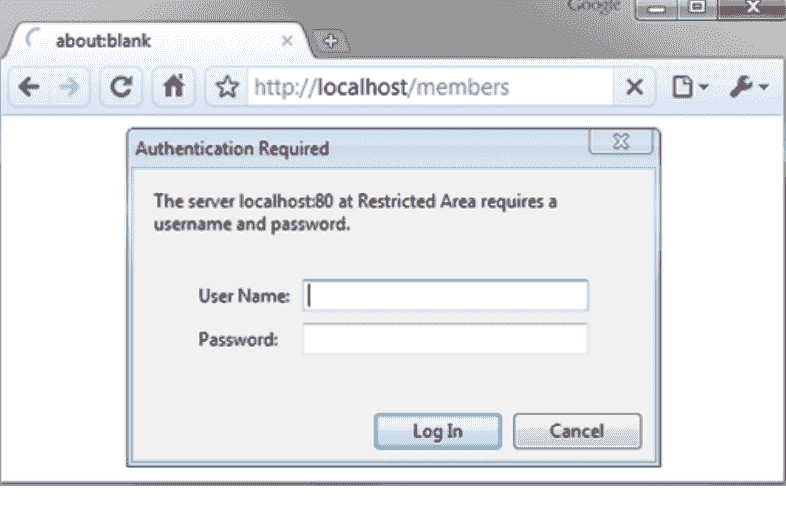 Google
about:blank
http://localhost/members
Authentication Required
The server localhost:80 at Restricted Area requires a
username and password.
User Name:
Password:
Log In
Cancel